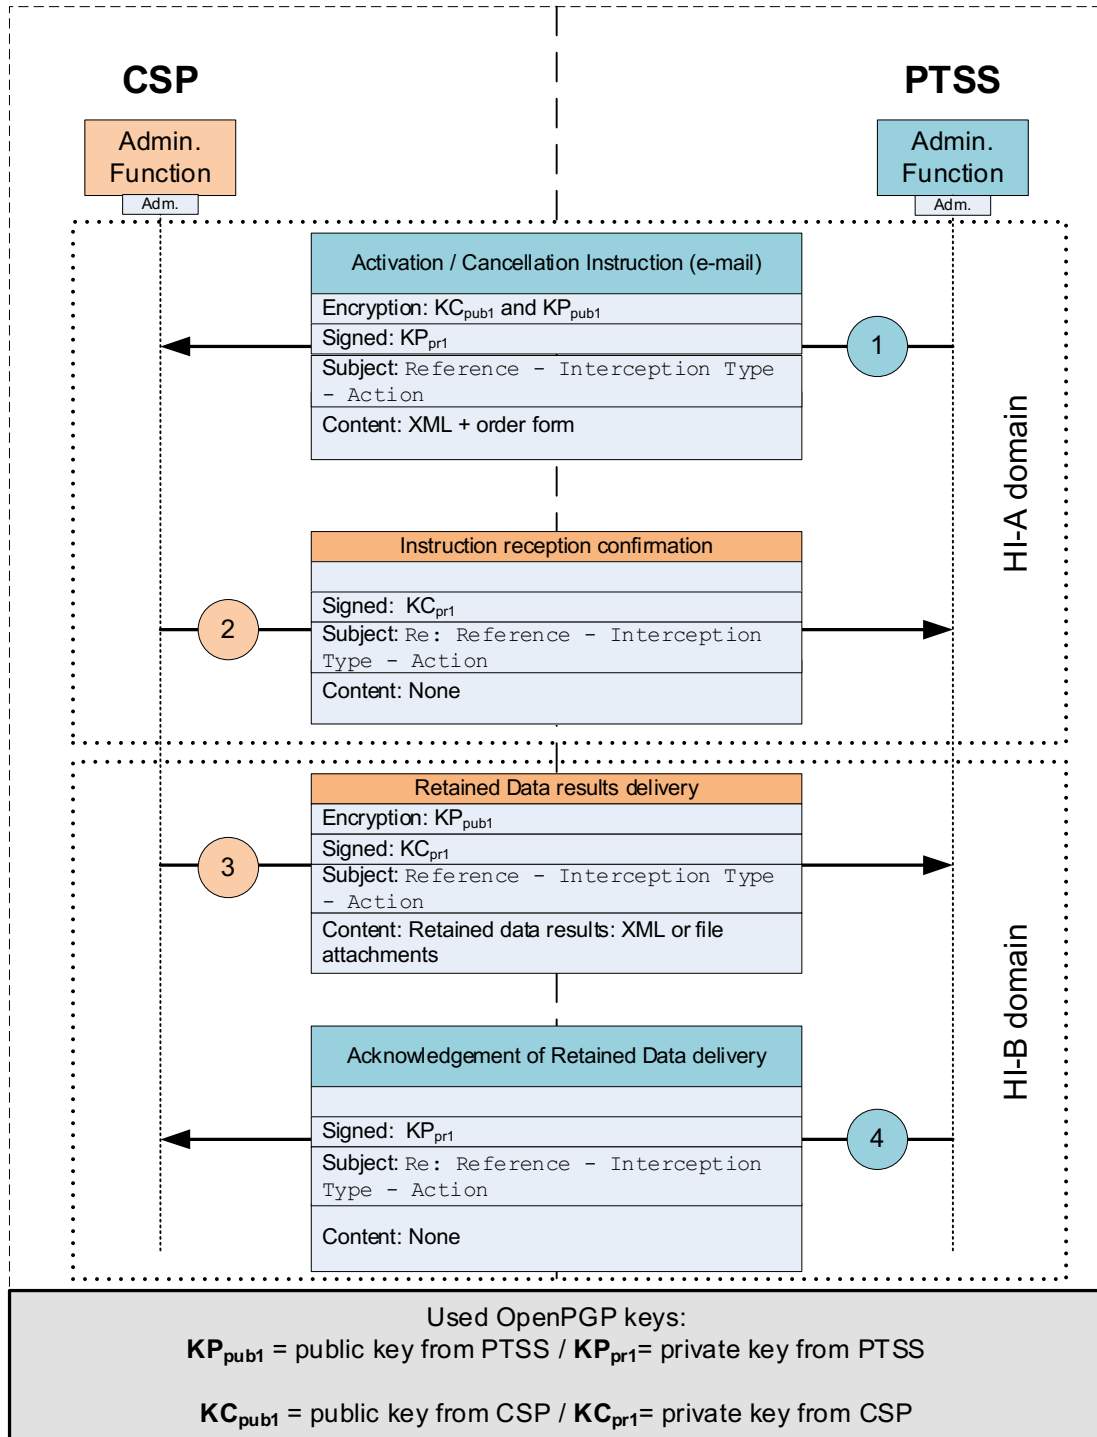 CSP
PTSS
Admin.
Function
Adm.
Admin.
Function
Adm.
Activation / Cancellation Instruction (e-mail)
Encryption: KCpub1 and KPpub1
Signed: KPpr1
Subject: Reference - Interception Type
- Action
Content: XML + order form
1
HI-A domain
Instruction reception confirmation
Signed: KCpr1
Subject: Re: Reference - Interception
Type - Action
Content: None
2
Retained Data results delivery
Encryption: KPpub1
Signed: KCpr1
Subject: Reference - Interception Type
- Action
Content: Retained data results: XML or file
attachments
3
HI-B domain
Acknowledgement of Retained Data delivery
Signed: KPpr1
Subject: Re: Reference - Interception
Type - Action
Content: None
4
Used OpenPGP keys:
KPpub1 = public key from PTSS / KPpr1= private key from PTSS
KCpub1 = public key from CSP / KCpr1= private key from CSP